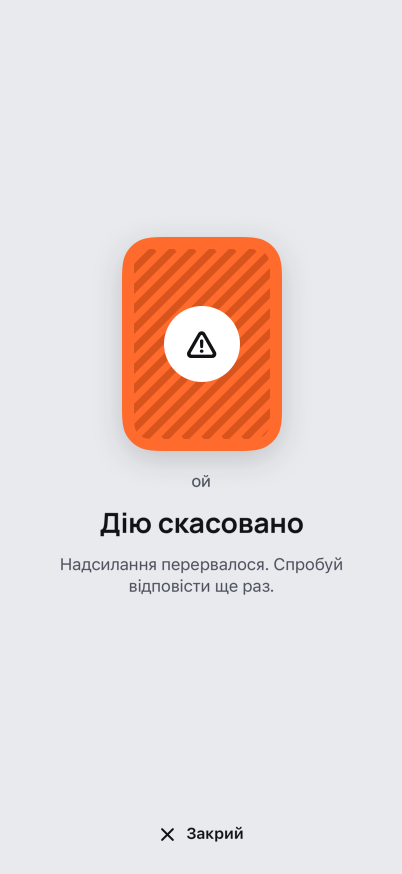 ой
Дію скасовано
Надсилання перервалося. Спробуй
відповісти ще раз.
Закрий